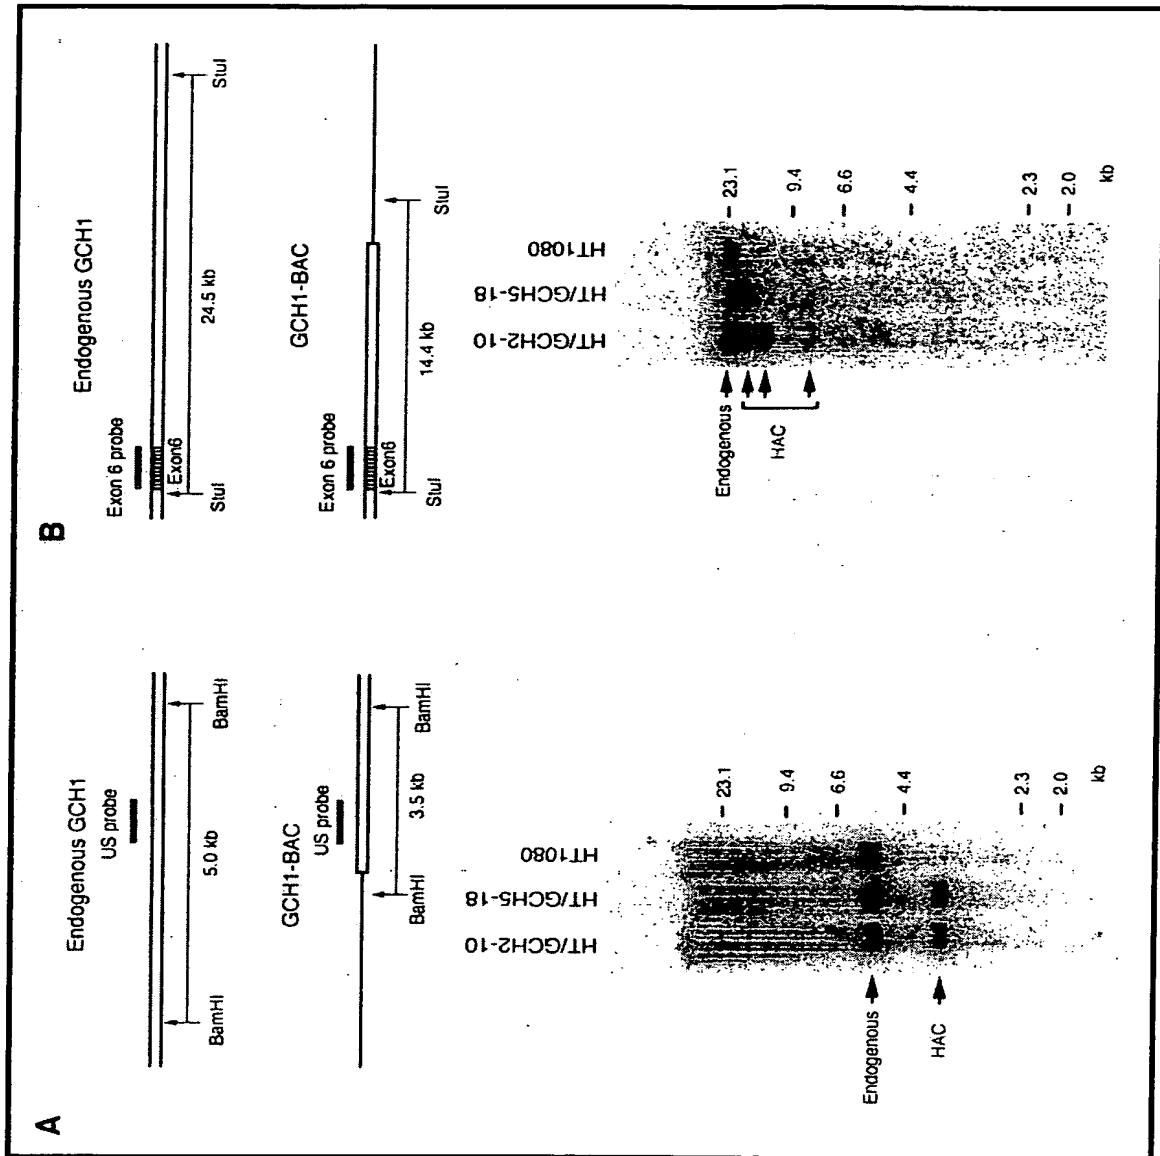 A
Endogenous GCH1
US probe
5.0 kb
BamHI
BamHI
GCH1-BAC
US probe
3.5 kb
BamHI
BamHI
HT/GCH2-10
HT/GCH5-18
HT1080
23.1
9.4
6.6
4.4
2.3
2.0
kb
Endogenous
HAC
B
Endogenous GCH1
Exon 6 probe
Exon6
24.5 kb
StuI
StuI
GCH1-BAC
Exon 6 probe
Exon6
14.4 kb
StuI
StuI
HT/GCH2-10
HT/GCH5-18
HT1080
23.1
9.4
6.6
4.4
2.3
2.0
kb
Endogenous
HAC